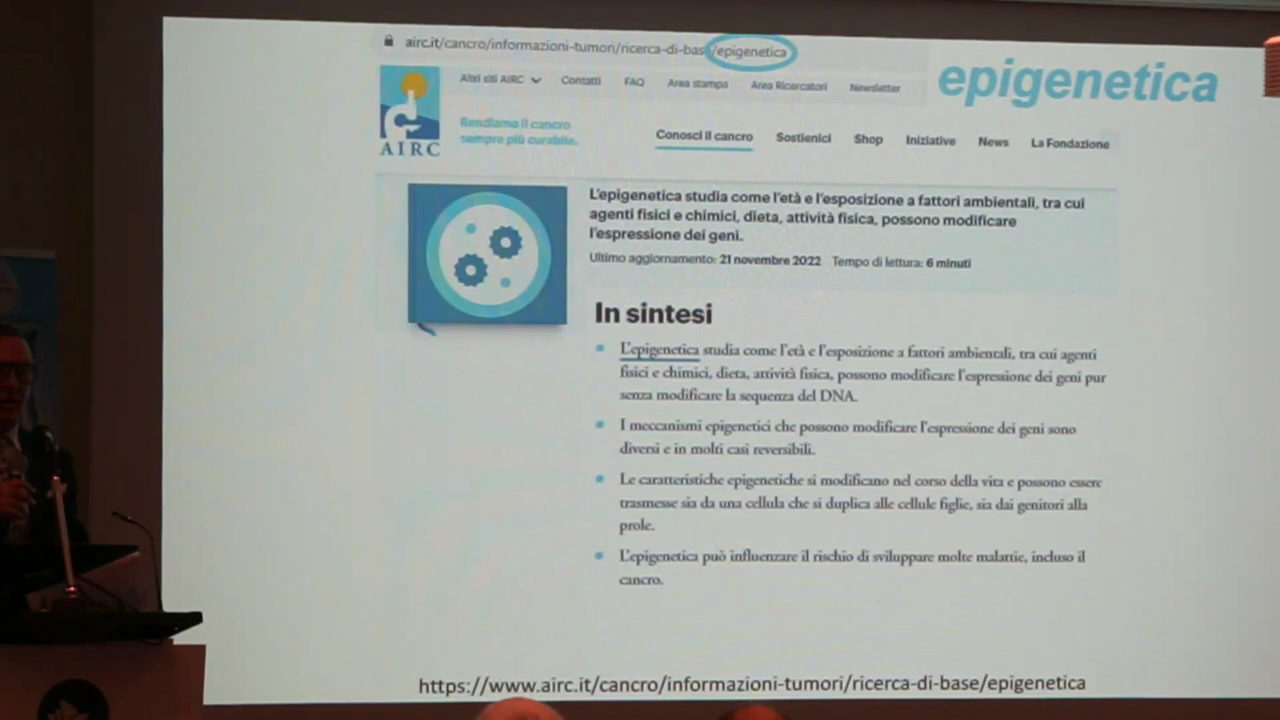 airc.it/cancro/informazioni-tumori/ricerca-di-base/epigenetica
epigenetica
Altri siti AIRC
Contatti
FAQ
Area stampa
Area Ricercatori
Newsletter
AIRC
Rendiamo il cancro
sempre più curabile.
Conosci il cancro
Sostienici
Shop
Iniziative
News
La Fondazione
L'epigenetica studia come l'età e l'esposizione a fattori ambientali, tra cui
agenti fisici e chimici, dieta, attività fisica, possono modificare
l'espressione dei geni.
Ultimo aggiornamento: 21 novembre 2022 Tempo di lettura: 6 minuti
In sintesi
L'epigenetica studia come l'età e l'esposizione a fattori ambientali, tra cui agenti
fisici e chimici, dieta, attività fisica, possono modificare l'espressione dei geni pur
senza modificare la sequenza del DNA.
I meccanismi epigenetici che possono modificare l'espressione dei geni sono
diversi e in molti casi reversibili.
Le caratteristiche epigenetiche si modificano nel corso della vita e possono essere
trasmesse sia da una cellula che si duplica alle cellule figlie, sia dai genitori alla
prole.
L'epigenetica può influenzare il rischio di sviluppare molte malattie, incluso il
cancro.
https://www.airc.it/cancro/informazioni-tumori/ricerca-di-base/epigenetica